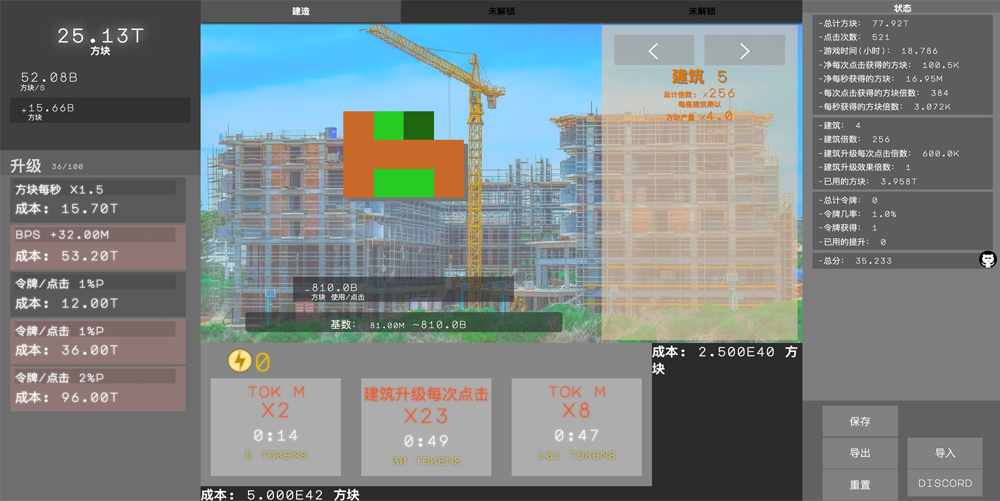 25.13T
方块
52.08B
方块/S
+15.66B
方块
升级 36/100
方块每秒 X1.5
成本: 15.70T
BPS +32.00M
成本: 53.20T
令牌/点击 1%P
成本: 12.00T
令牌/点击 1%P
成本: 36.00T
令牌/点击 2%P
成本: 96.00T
建造
未解锁
未解锁
建筑 5
总计倍数: x256
每座建筑乘以
方块产量 x4.0
-810.0B
方块 使用/点击
基数: 81.00M ~810.0B
0
TOK M
X2
0:14
5 TOKENS
建筑升级每次点击
X23
0:49
30 TOKENS
TOK M
X8
0:47
181 TOKENS
成本: 2.500E40 方
块
成本: 5.000E42 方块
状态
-总计方块: 77.92T
-点击次数: 521
-游戏时间(小时): 18.786
-净每次点击获得的方块: 100.5K
-净每秒获得的方块: 16.95M
-每次点击获得的方块倍数: 384
-每秒获得的方块倍数: 3.072K
-建筑: 4
-建筑倍数: 256
-建筑升级每次点击倍数: 600.0K
-建筑升级效果倍数: 1
-已用的方块: 3.958T
-总计令牌: 0
-令牌几率: 1.0%
-令牌获得: 1
-已用的提升: 0
-总分: 35.233
保存
导出
导入
重置
DISCORD